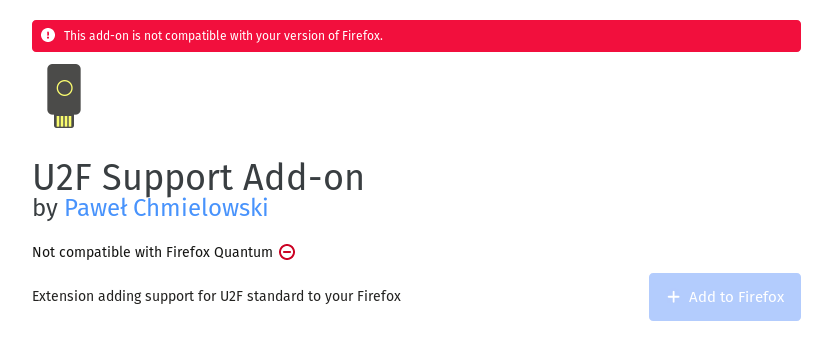 This add-on is not compatible with your version of Firefox.
U2F Support Add-on
by Paweł Chmielowski
Not compatible with Firefox Quantum
Extension adding support for U2F standard to your Firefox
Add to Firefox